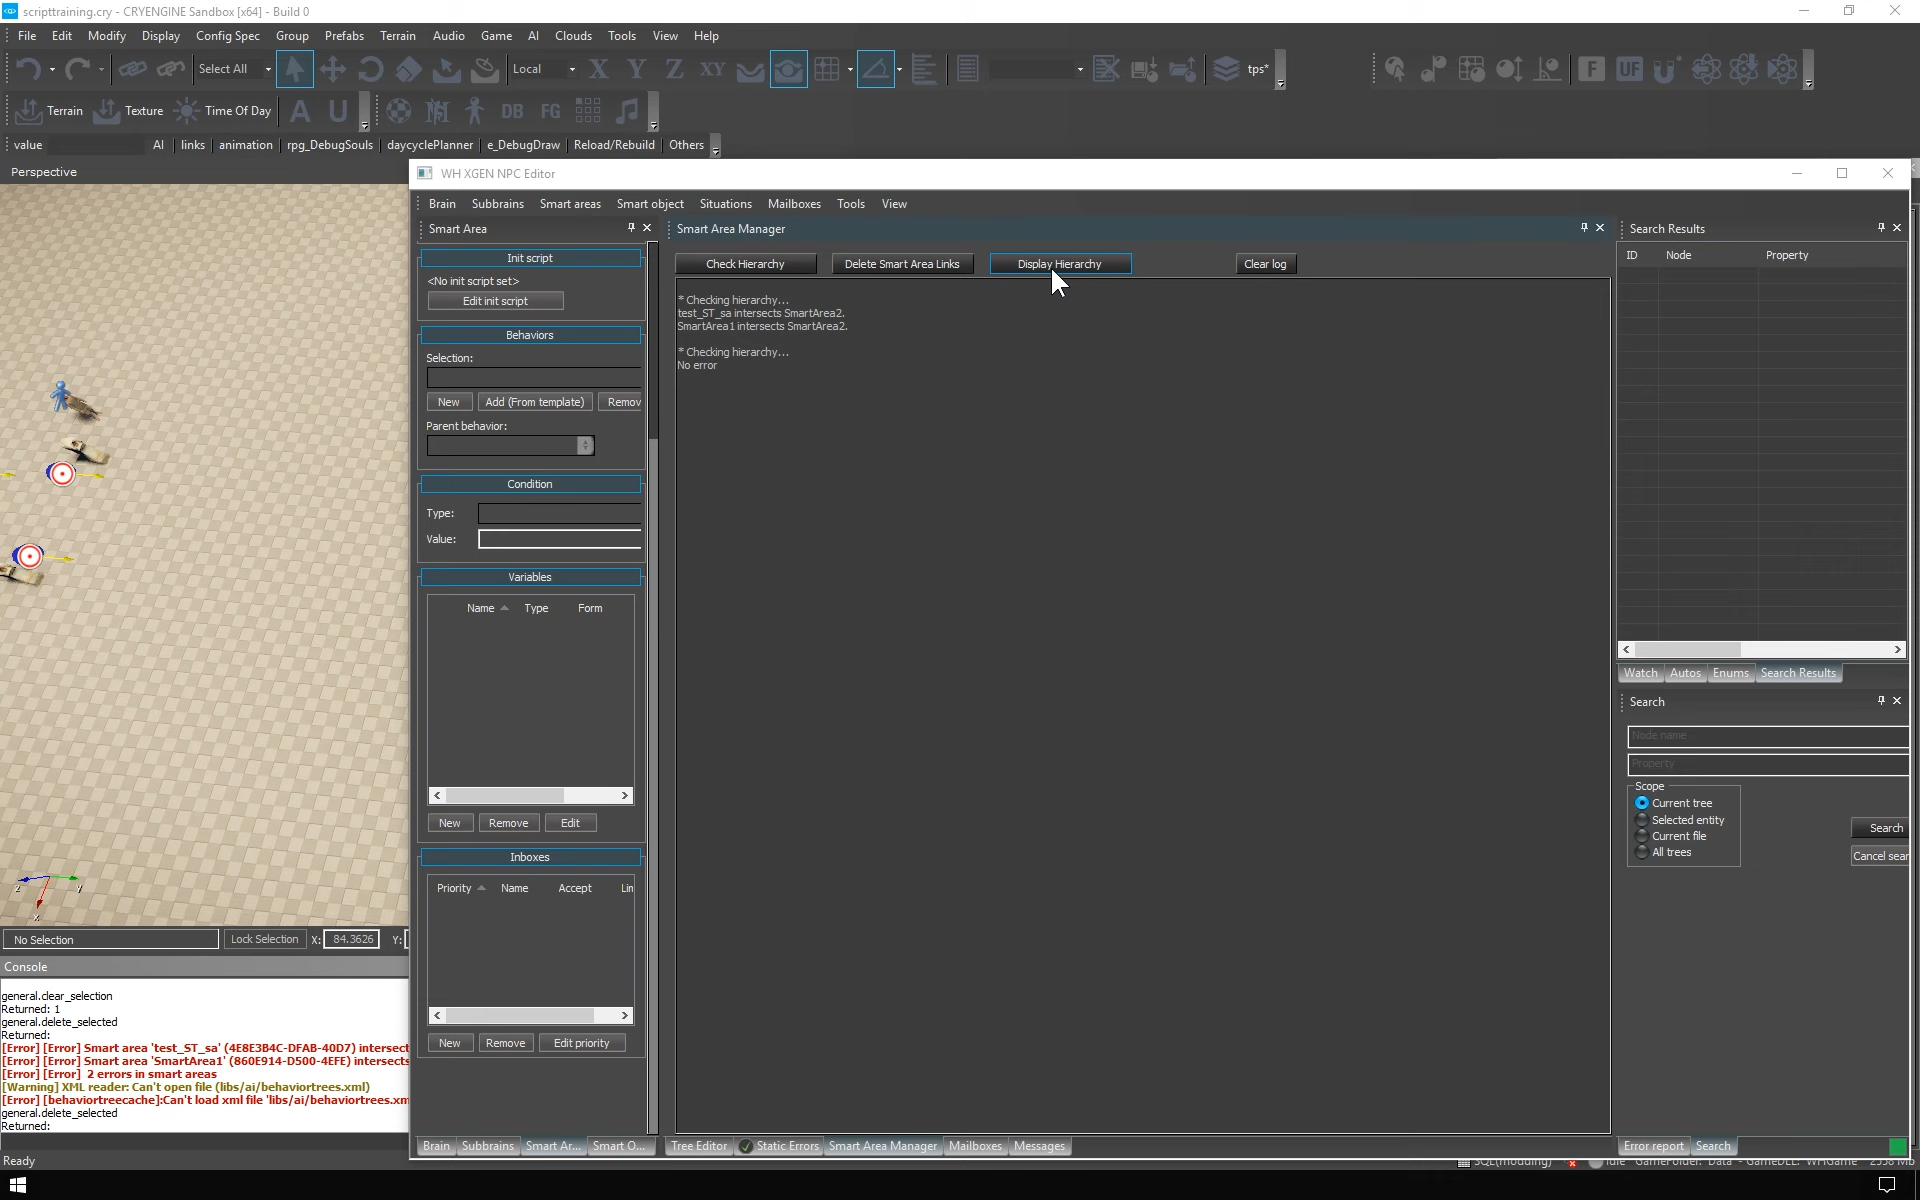 scripttraining.cry - CRYENGINE Sandbox [x64] - Build 0
File Edit Modify Display Config Spec Group Prefabs Terrain Audio Game AI Clouds Tools View Help
Select All Local X Y Z XY tps* F UF
Terrain Texture Time Of Day A U DB FG
value AI links animation rpg_DebugSouls daycyclePlanner e_DebugDraw Reload/Rebuild Others
Perspective
WH XGEN NPC Editor
Brain Subbrains Smart areas Smart object Situations Mailboxes Tools View
Smart Area
Init script
<No init script set>
Edit init script
Behaviors
Selection:
New Add (From template) Remov
Parent behavior:
Condition
Type:
Value:
Variables
Name Type Form
New Remove Edit
Inboxes
Priority Name Accept Lin
New Remove Edit priority
Brain Subbrains Smart Ar... Smart O...
Smart Area Manager
Check Hierarchy Delete Smart Area Links Display Hierarchy Clear log
* Checking hierarchy...
test_ST_sa intersects SmartArea2.
SmartArea1 intersects SmartArea2.
* Checking hierarchy...
No error
Tree Editor Static Errors Smart Area Manager Mailboxes Messages
Search Results
ID Node Property
Watch Autos Enums Search Results
Search
Node name
Property
Scope
Current tree
Selected entity
Current file
All trees
Search
Cancel sear
Error report Search
z y
x
No Selection Lock Selection X: 84.3626 Y:
Console
general.clear_selection
Returned: 1
general.delete_selected
Returned:
[Error] [Error] Smart area 'test_ST_sa' (4E8E3B4C-DFAB-40D7) intersect
[Error] [Error] Smart area 'SmartArea1' (860E914-D500-4EFE) intersects
[Error] [Error] 2 errors in smart areas
[Warning] XML reader: Can't open file (libs/ai/behaviortrees.xml)
[Error] [behaviortreecache]:Can't load xml file 'libs/ai/behaviortrees.xm
general.delete_selected
Returned:
Ready
SQL(modding) Idle GameFolder: Data - GameDLL: WHGame 2558 Mb